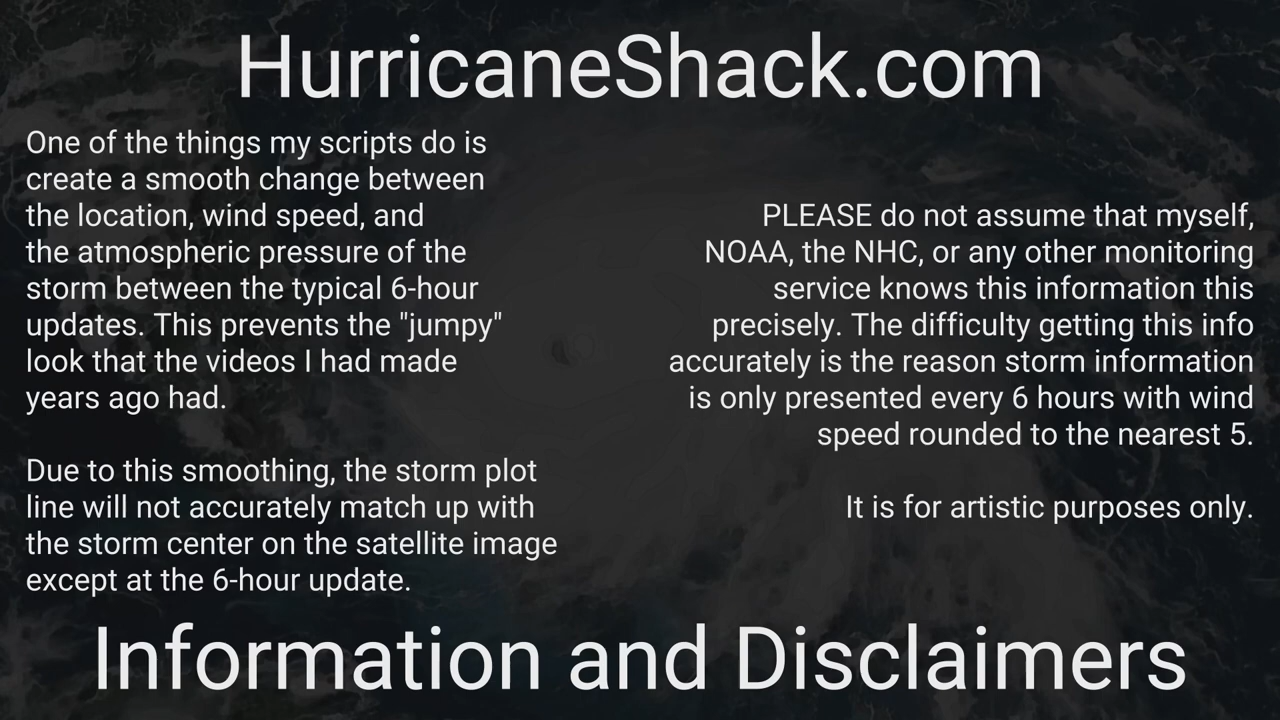 HurricaneShack.com
One of the things my scripts do is
create a smooth change between
the location, wind speed, and
the atmospheric pressure of the
storm between the typical 6-hour
updates. This prevents the "jumpy"
look that the videos I had made
years ago had.
Due to this smoothing, the storm plot
line will not accurately match up with
the storm center on the satellite image
except at the 6-hour update.
PLEASE do not assume that myself,
NOAA, the NHC, or any other monitoring
service knows this information this
precisely. The difficulty getting this info
accurately is the reason storm information
is only presented every 6 hours with wind
speed rounded to the nearest 5.
It is for artistic purposes only.
Information and Disclaimers